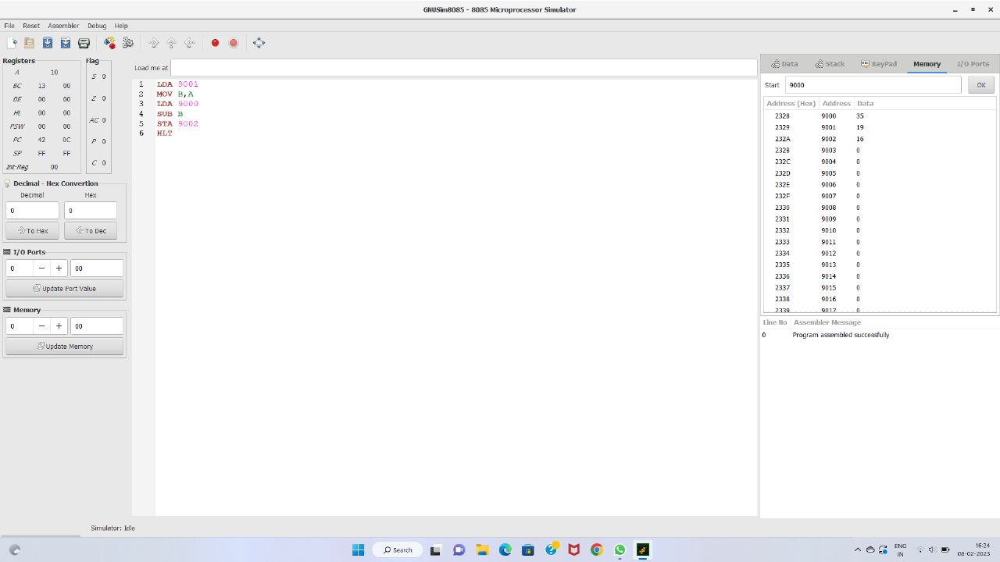 GNUSim8085 - 8085 Microprocessor Simulator
File Reset Assembler Debug Help
Registers
A 10
BC 13 00
DE 00 00
HL 00 00
PSW 00 00
PC 42 0C
SP FF FF
Int-Reg 00
Flag
S 0
Z 0
AC 0
P 0
C 0
Decimal - Hex Convertion
Decimal Hex
0 0
To Hex To Dec
I/O Ports
0 − + 00
Update Port Value
Memory
0 − + 00
Update Memory
Load me at
1 LDA 9001
2 MOV B,A
3 LDA 9000
4 SUB B
5 STA 9002
6 HLT
Data Stack KeyPad Memory I/O Ports
Start 9000 OK
Address (Hex) Address Data
2328 9000 35
2329 9001 19
232A 9002 16
232B 9003 0
232C 9004 0
232D 9005 0
232E 9006 0
232F 9007 0
2330 9008 0
2331 9009 0
2332 9010 0
2333 9011 0
2334 9012 0
2335 9013 0
2336 9014 0
2337 9015 0
2338 9016 0
2339 9017 0
Line No Assembler Message
0 Program assembled successfully
Simulator: Idle
Search
ENG
IN
16:24
08-02-2023